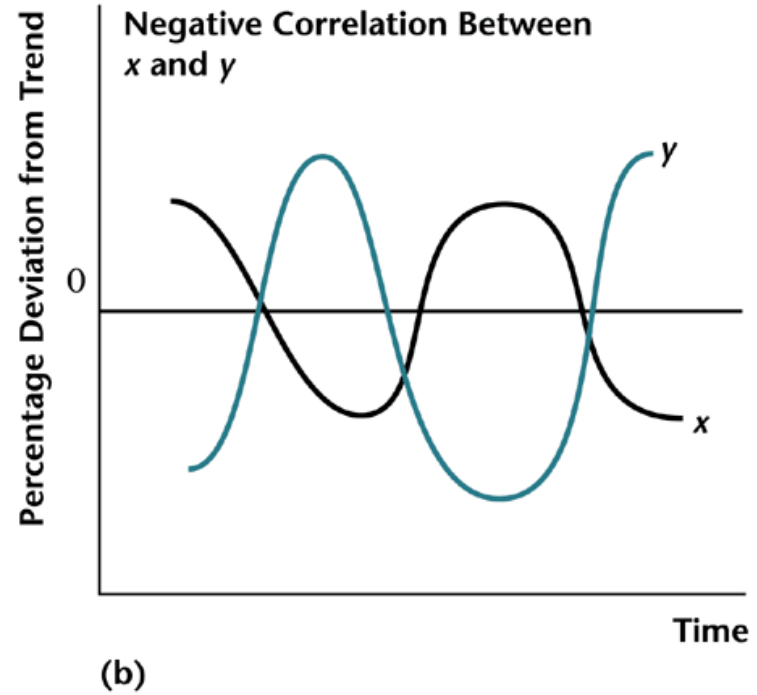 Negative Correlation Between
x and y
Percentage Deviation from Trend
y
0
x
Time
(b)